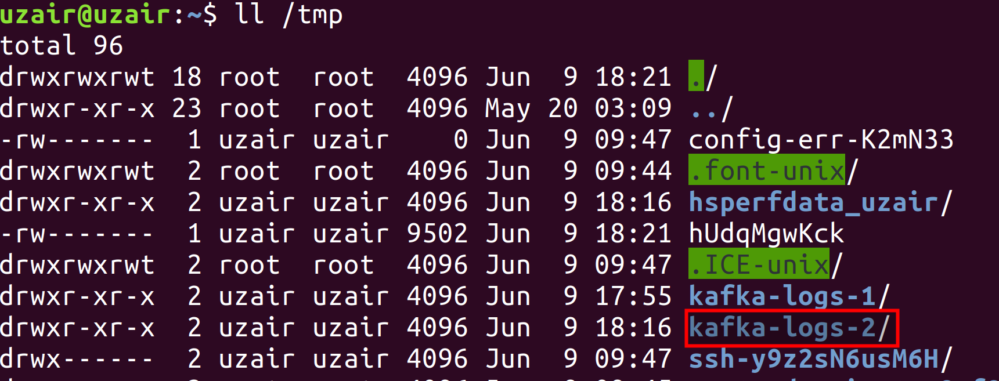 uzair@uzair:~$ ll /tmp
total 96
drwxrwxrwt 18 root  root  4096 Jun  9 18:21 ./
drwxr-xr-x 23 root  root  4096 May 20 03:09 ../
-rw-------  1 uzair uzair    0 Jun  9 09:47 config-err-K2mN33
drwxrwxrwt  2 root  root  4096 Jun  9 09:44 .font-unix/
drwxr-xr-x  2 uzair uzair 4096 Jun  9 18:16 hsperfdata_uzair/
-rw-------  1 uzair uzair 9502 Jun  9 18:21 hUdqMgwKck
drwxrwxrwt  2 root  root  4096 Jun  9 09:47 .ICE-unix/
drwxr-xr-x  2 uzair uzair 4096 Jun  9 17:55 kafka-logs-1/
drwxr-xr-x  2 uzair uzair 4096 Jun  9 18:16 kafka-logs-2/
drwx------  2 uzair uzair 4096 Jun  9 09:47 ssh-y9z2sN6usM6H/